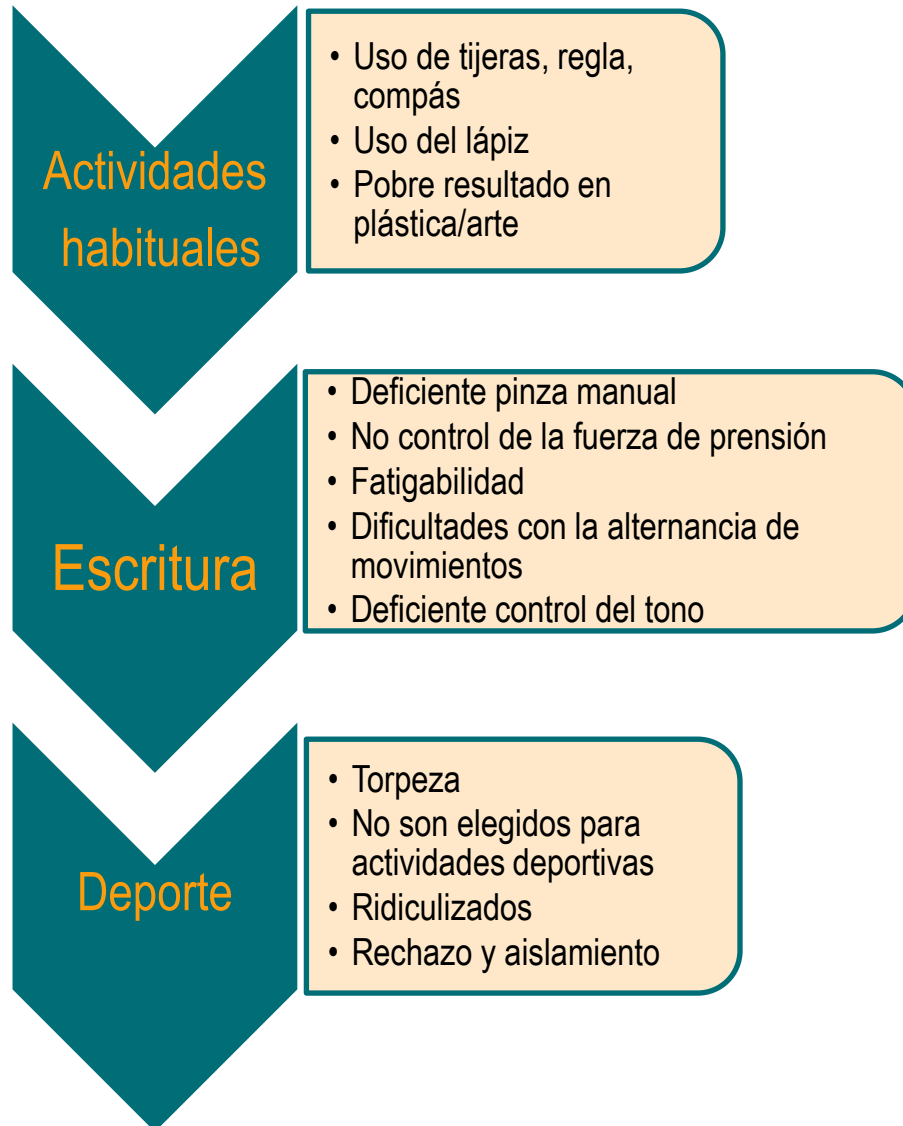 Actividades
habituales
• Uso de tijeras, regla,
compás
• Uso del lápiz
• Pobre resultado en
plástica/arte
Escritura
• Deficiente pinza manual
• No control de la fuerza de prensión
• Fatigabilidad
• Dificultades con la alternancia de
movimientos
• Deficiente control del tono
Deporte
• Torpeza
• No son elegidos para
actividades deportivas
• Ridiculizados
• Rechazo y aislamiento